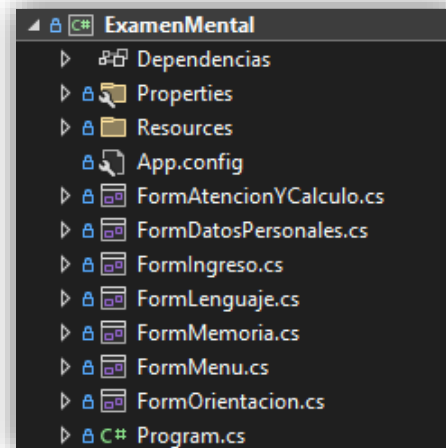 C# ExamenMental
Dependencias
Properties
Resources
App.config
FormAtencionYCalculo.cs
FormDatosPersonales.cs
FormIngreso.cs
FormLenguaje.cs
FormMemoria.cs
FormMenu.cs
FormOrientacion.cs
C# Program.cs